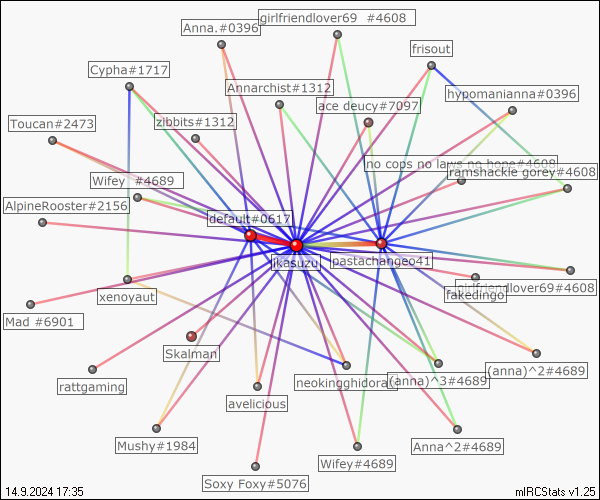 girlfriendlover69  #4608
Anna.#0396
frisout
Cypha#1717
Annarchist#1312
hypomanianna#0396
ace deucy#7097
Toucan#2473
zibbits#1312
no cops no laws no hope#4608
ramshackle gorey#4608
Wifey  #4689
AlpineRooster#2156
default#0617
jikasuzu
pastachangeo41
girlfriendlover69#4608
fakedingo
xenoyaut
Mad #6901
Skalman
(anna)^2#4689
rattgaming
neokingghidora
(anna)^3#4689
avelicious
Mushy#1984
Anna^2#4689
Wifey#4689
Soxy Foxy#5076
14.9.2024 17:35
mIRCStats v1.25